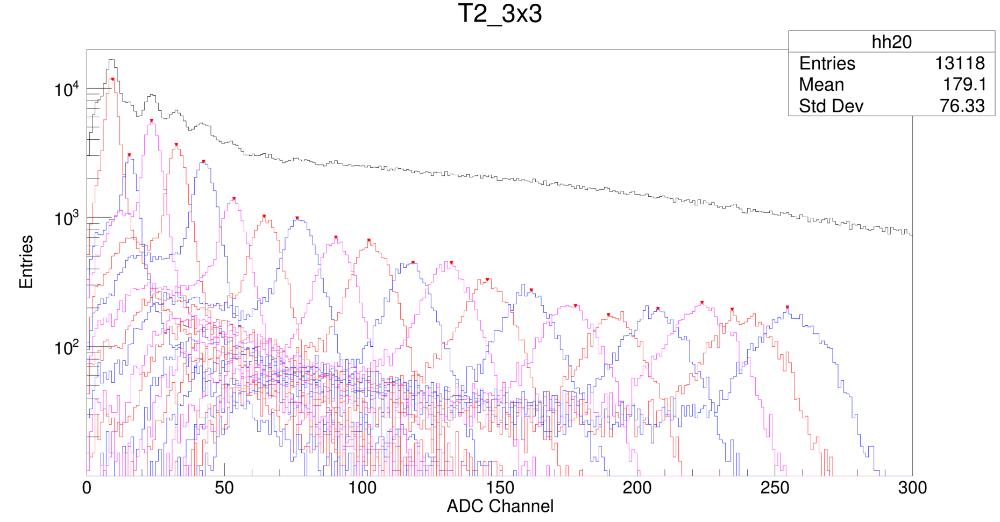 T2_3x3
hh20
Entries 13118
Mean 179.1
Std Dev 76.33
10^4
10^3
10^2
Entries
0 50 100 150 200 250 300
ADC Channel